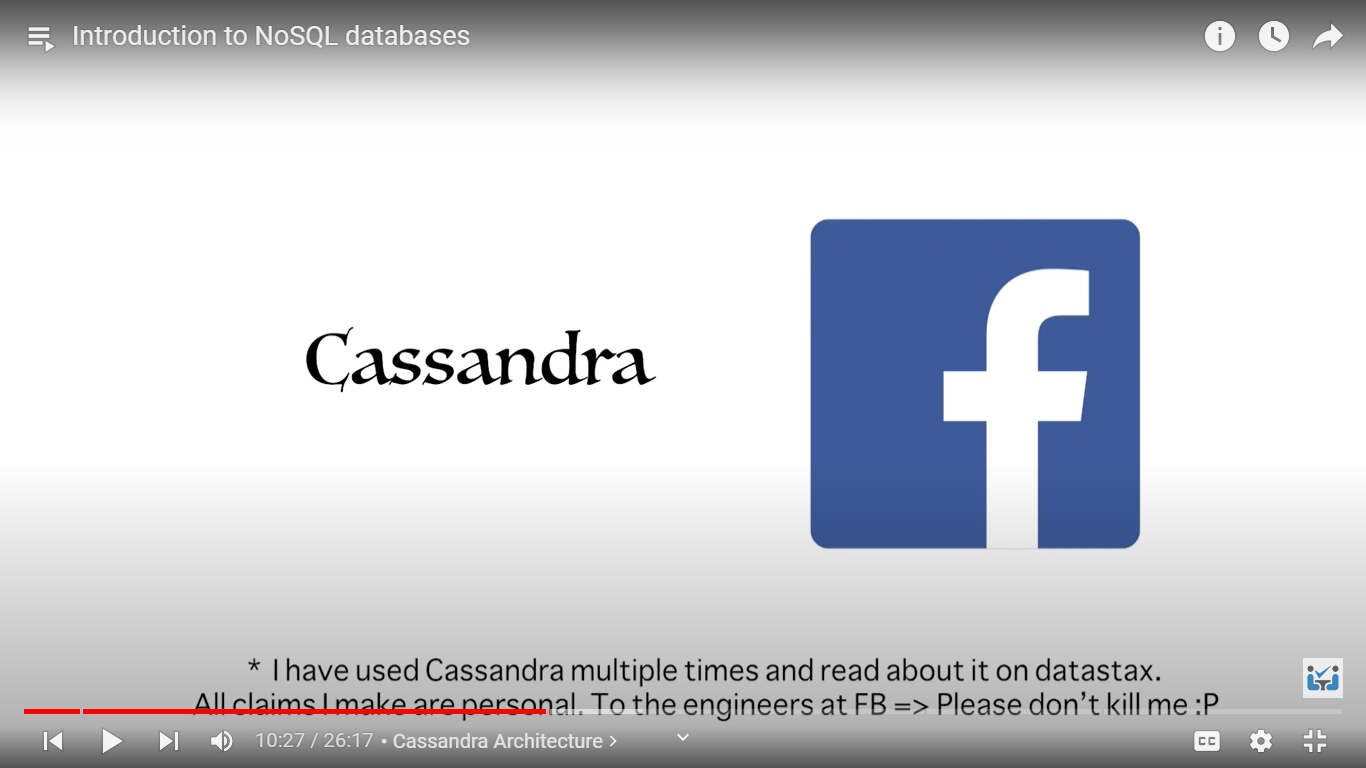 Introduction to NoSQL databases
Cassandra
f
* I have used Cassandra multiple times and read about it on datastax.
All claims I make are personal. To the engineers at FB => Please don't kill me :P
10:27 / 26:17 • Cassandra Architecture >
CC